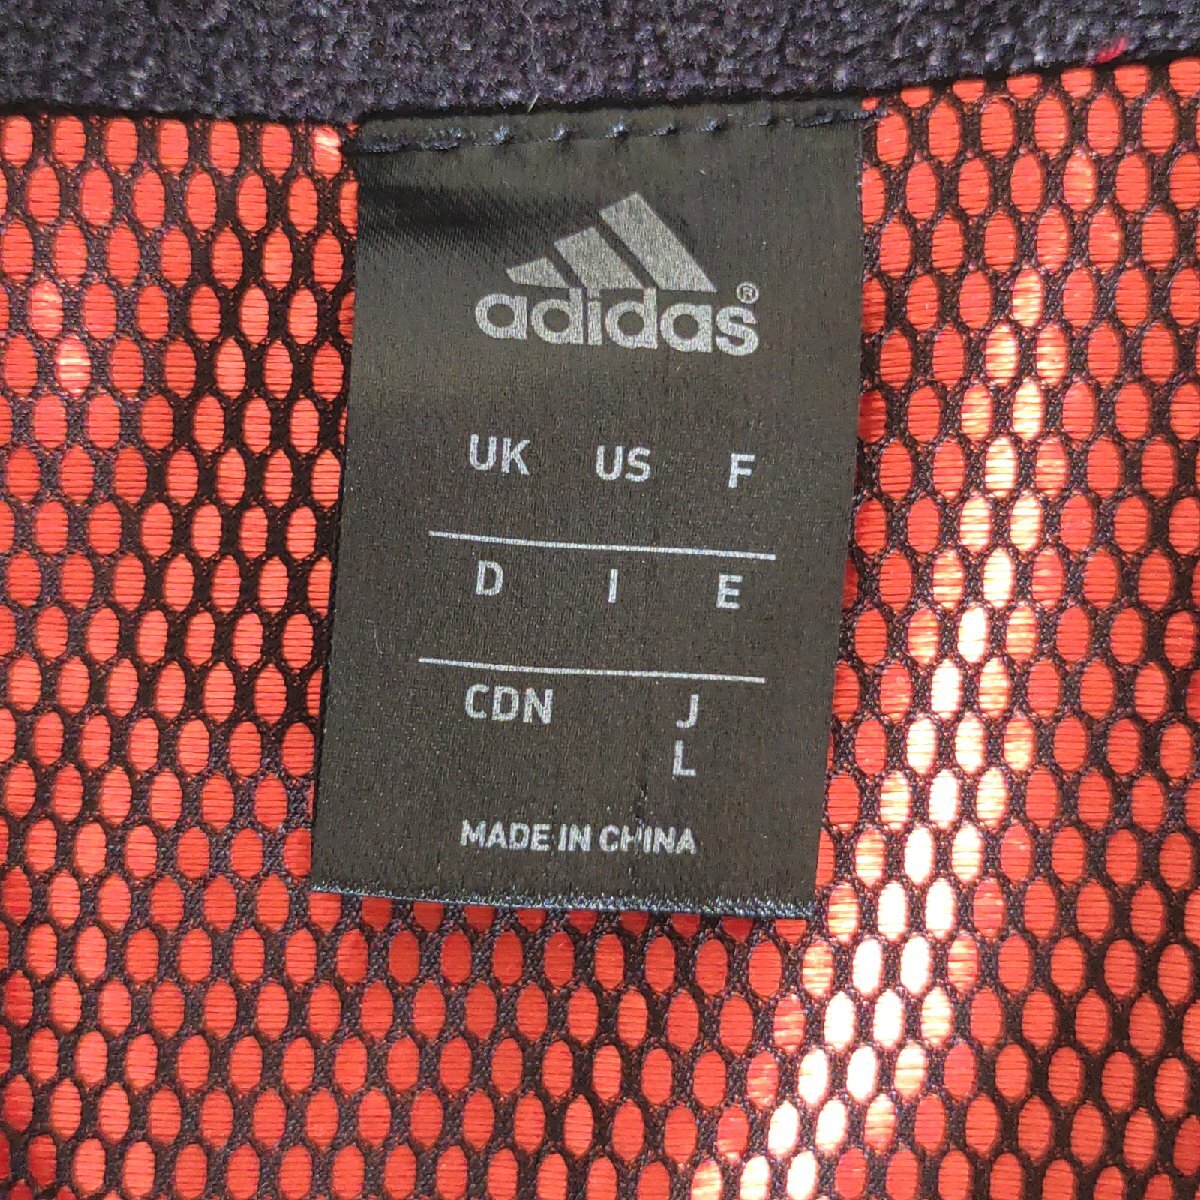 adidas®
UK US F
D I E
CDN J
L
MADE IN CHINA